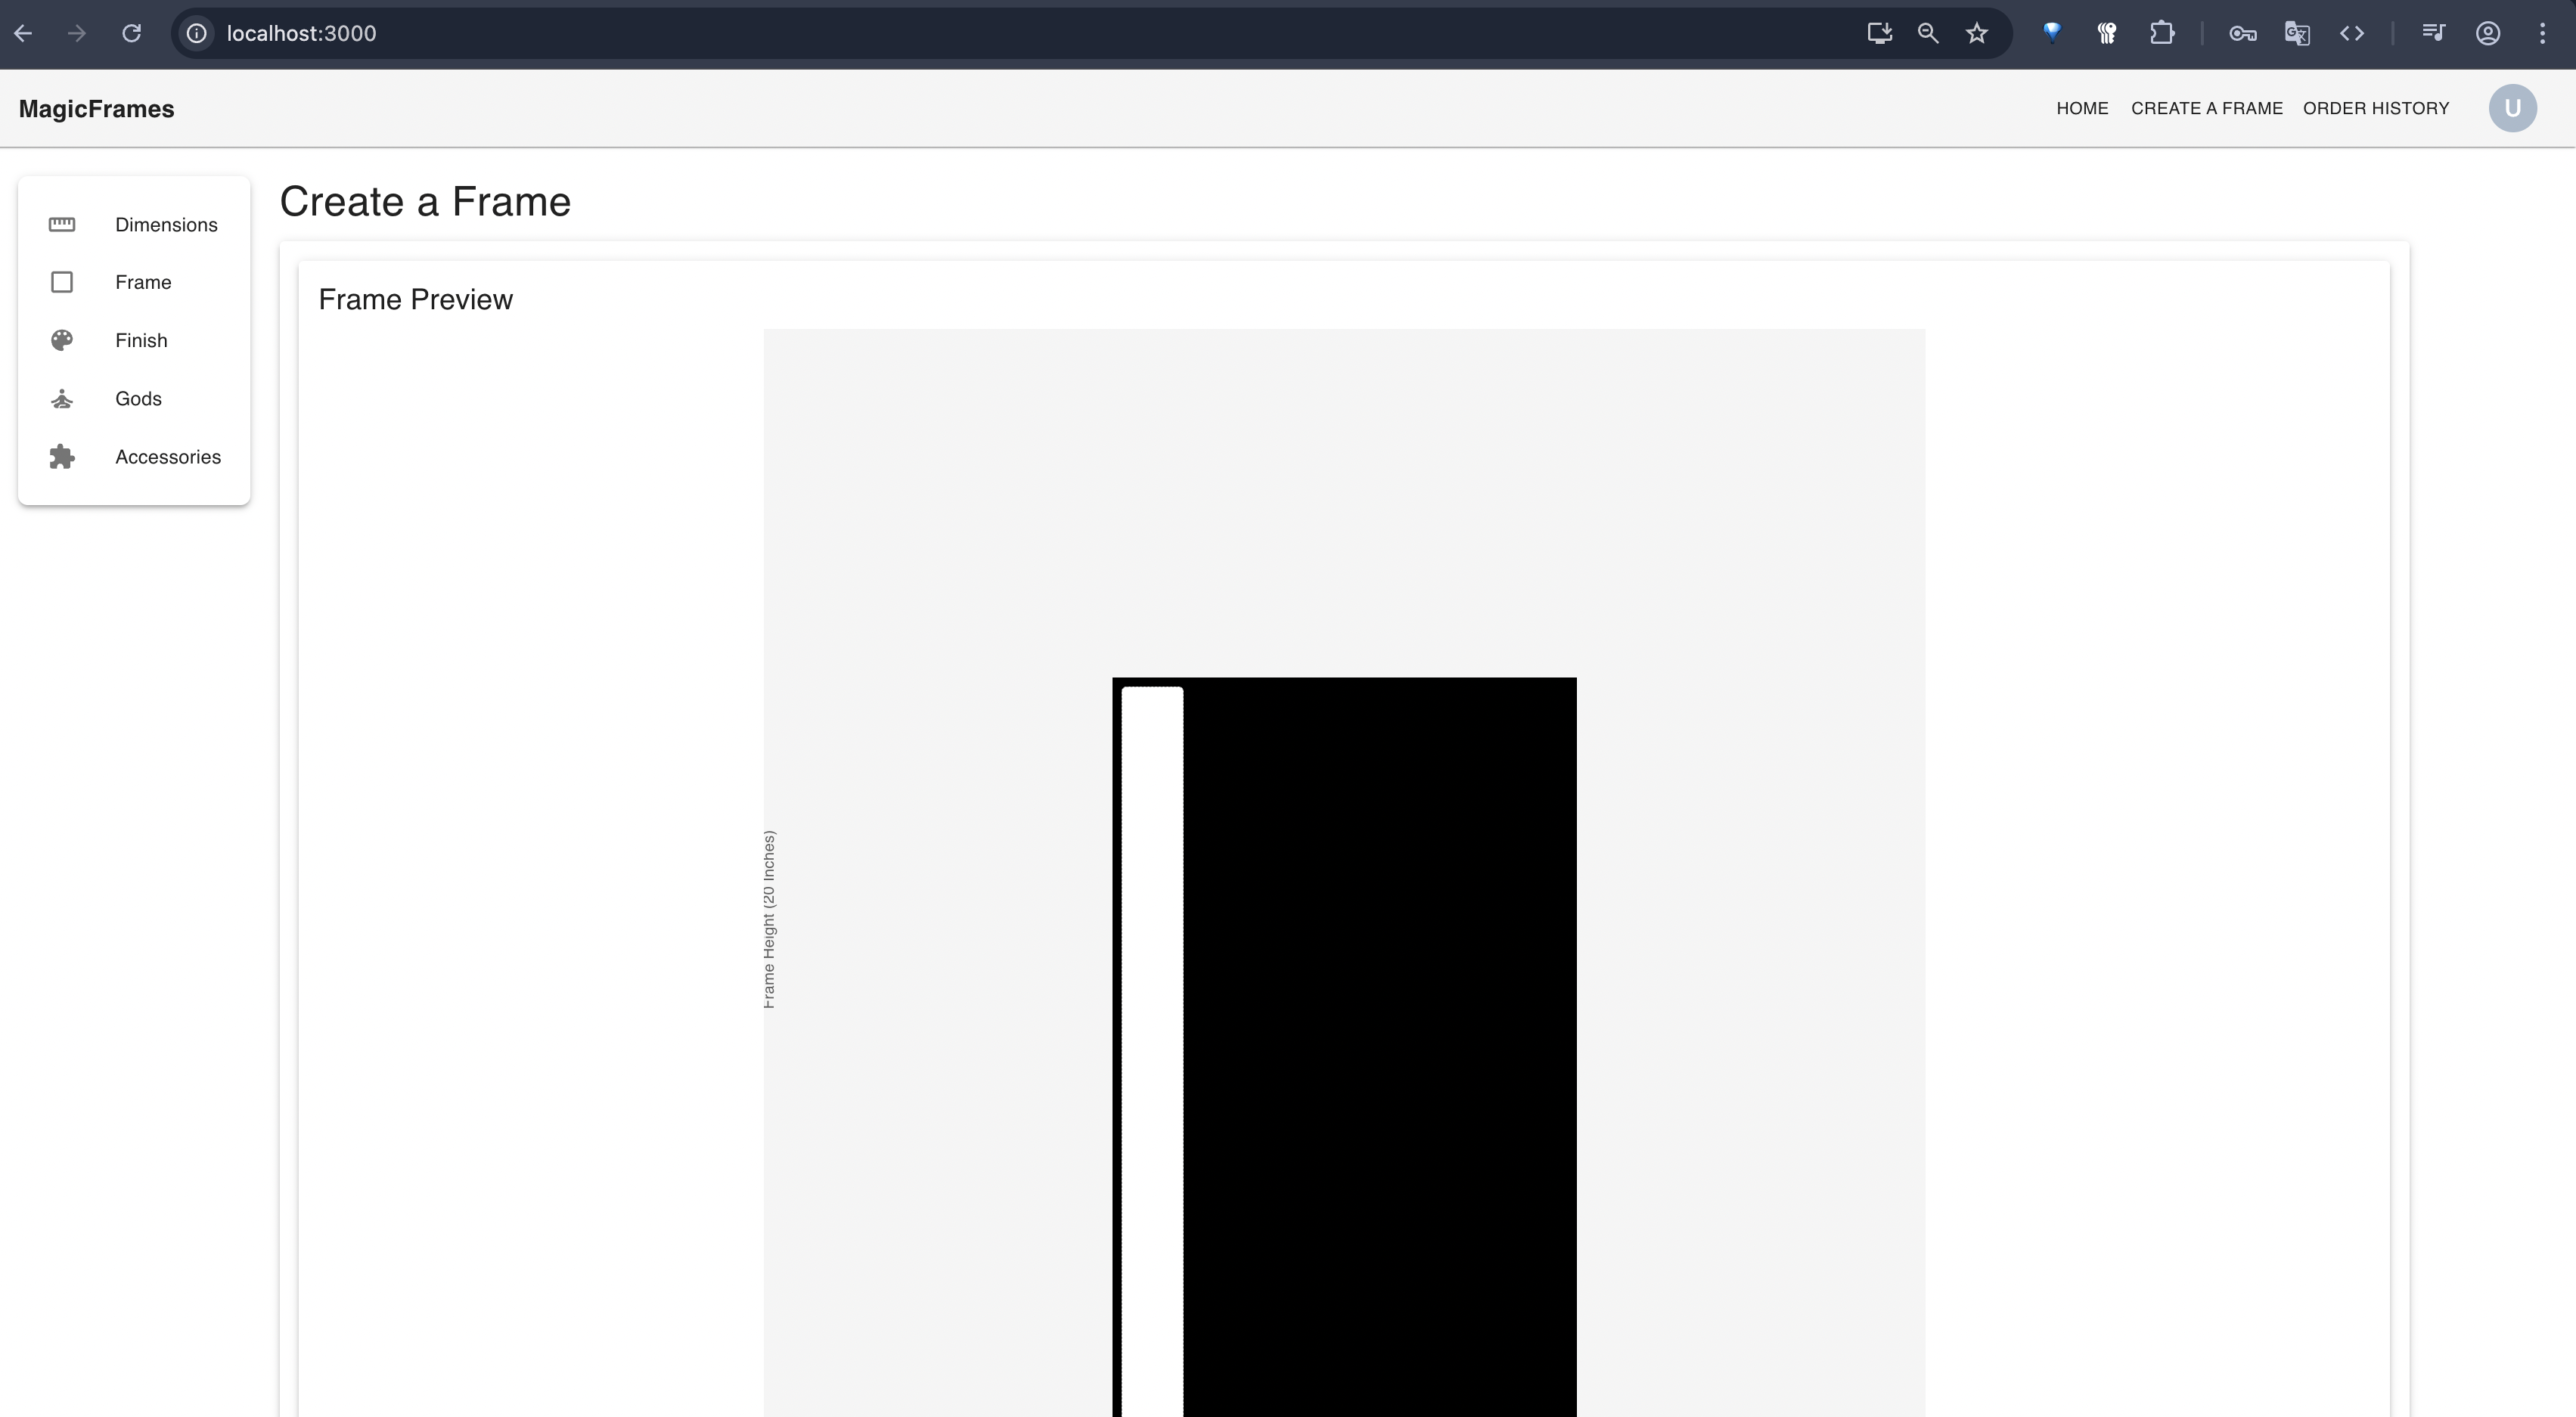 localhost:3000
MagicFrames
HOME
CREATE A FRAME
ORDER HISTORY
U
Dimensions
Frame
Finish
Gods
Accessories
Create a Frame
Frame Preview
Frame Height (20 Inches)